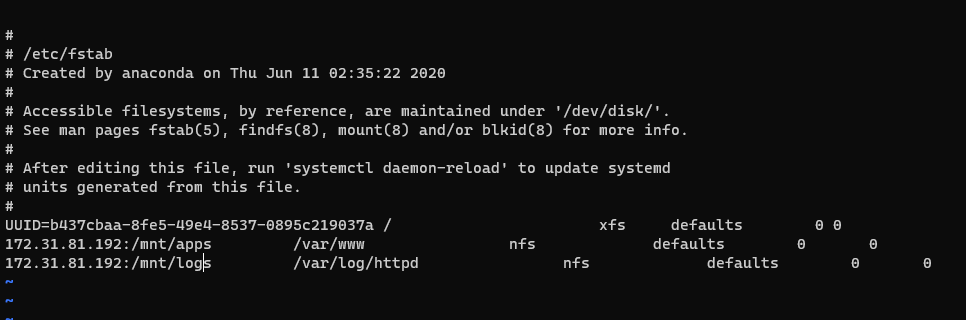 #
# /etc/fstab
# Created by anaconda on Thu Jun 11 02:35:22 2020
#
# Accessible filesystems, by reference, are maintained under '/dev/disk/'.
# See man pages fstab(5), findfs(8), mount(8) and/or blkid(8) for more info.
#
# After editing this file, run 'systemctl daemon-reload' to update systemd
# units generated from this file.
#
UUID=b437cbaa-8fe5-49e4-8537-0895c219037a /                       xfs     defaults        0 0
172.31.81.192:/mnt/apps         /var/www                nfs             defaults        0       0
172.31.81.192:/mnt/logs         /var/log/httpd                nfs             defaults        0       0
~
~
~